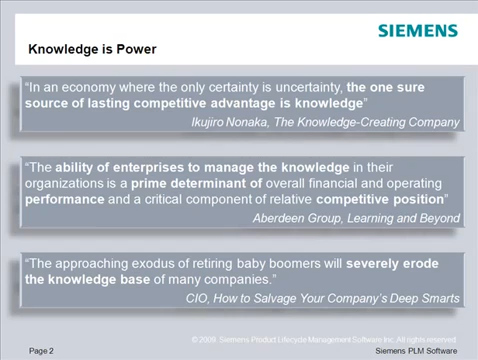 SIEMENS
Knowledge is Power
“In an economy where the only certainty is uncertainty, the one sure
source of lasting competitive advantage is knowledge”
Ikujiro Nonaka, The Knowledge-Creating Company
“The ability of enterprises to manage the knowledge in their
organizations is a prime determinant of overall financial and operating
performance and a critical component of relative competitive position”
Aberdeen Group, Learning and Beyond
“The approaching exodus of retiring baby boomers will severely erode
the knowledge base of many companies.”
CIO, How to Salvage Your Company’s Deep Smarts
© 2009. Siemens Product Lifecycle Management Software Inc. All rights reserved
Page 2
Siemens PLM Software